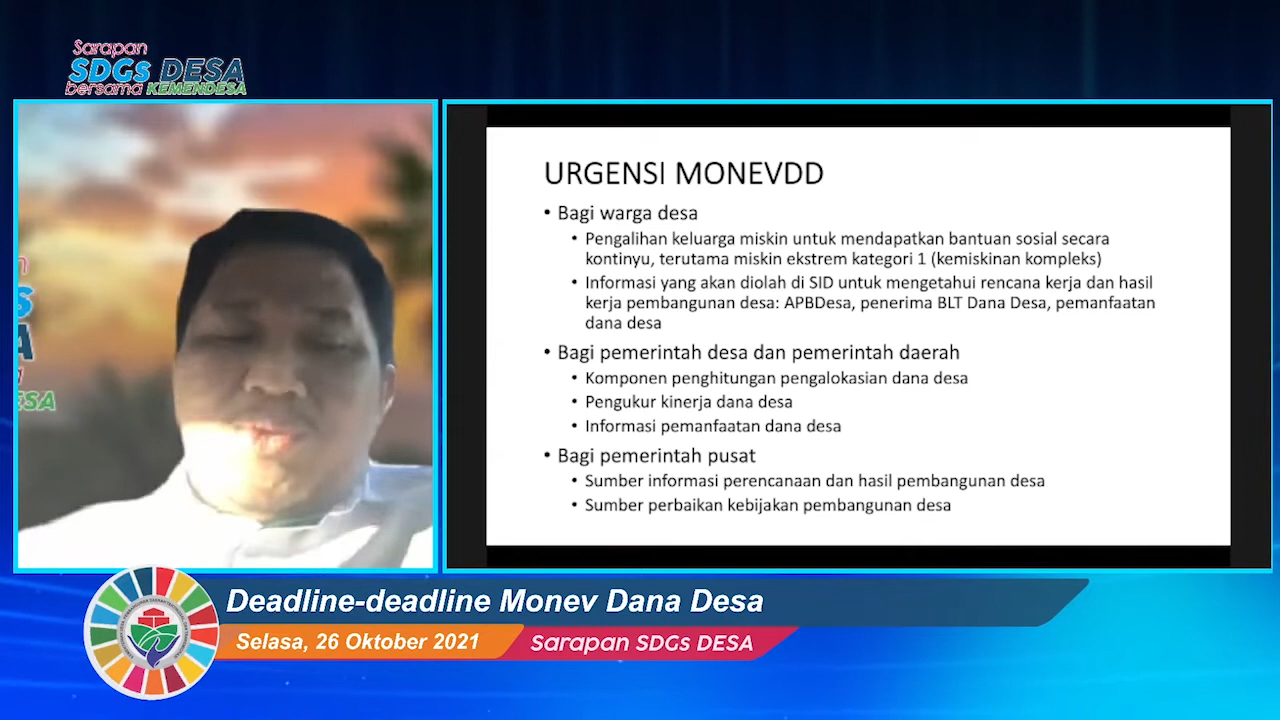 Sarapan
SDGs DESA
bersama KEMENDESA
ESA
URGENSI MONEVDD
• Bagi warga desa
• Pengalihan keluarga miskin untuk mendapatkan bantuan sosial secara
kontinyu, terutama miskin ekstrem kategori 1 (kemiskinan kompleks)
• Informasi yang akan diolah di SID untuk mengetahui rencana kerja dan hasil
kerja pembangunan desa: APBDesa, penerima BLT Dana Desa, pemanfaatan
dana desa
• Bagi pemerintah desa dan pemerintah daerah
• Komponen penghitungan pengalokasian dana desa
• Pengukur kinerja dana desa
• Informasi pemanfaatan dana desa
• Bagi pemerintah pusat
• Sumber informasi perencanaan dan hasil pembangunan desa
• Sumber perbaikan kebijakan pembangunan desa
Deadline-deadline Monev Dana Desa
Selasa, 26 Oktober 2021
Sarapan SDGs DESA